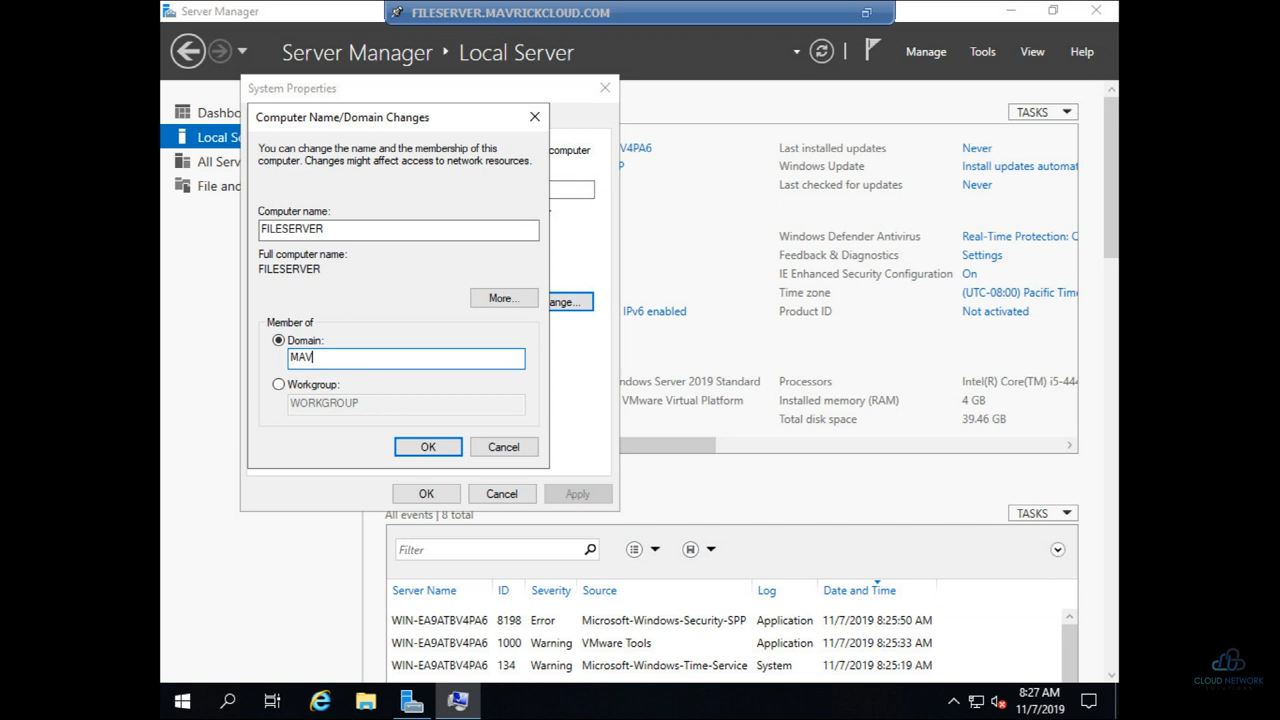 Server Manager
FILESERVER.MAVRICKCLOUD.COM
Server Manager ‣ Local Server
Manage Tools View Help
System Properties
Computer Name/Domain Changes
You can change the name and the membership of this
computer. Changes might affect access to network resources.
Computer name:
FILESERVER
Full computer name:
FILESERVER
More...
Member of
Domain:
MAV
Workgroup:
WORKGROUP
OK Cancel
computer
ange...
OK Cancel Apply
Dashbo
Local S
All Serv
File and
TASKS
V4PA6
Last installed updates Never
Windows Update Install updates automat
Last checked for updates Never
Windows Defender Antivirus Real-Time Protection:
Feedback & Diagnostics Settings
IE Enhanced Security Configuration On
Time zone (UTC-08:00) Pacific Time
IPv6 enabled Product ID Not activated
ndows Server 2019 Standard Processors Intel(R) Core(TM) i5-444
VMware Virtual Platform Installed memory (RAM) 4 GB
Total disk space 39.46 GB
All events | 8 total
TASKS
Filter
Server Name ID Severity Source Log Date and Time
WIN-EA9ATBV4PA6 8198 Error Microsoft-Windows-Security-SPP Application 11/7/2019 8:25:50 AM
WIN-EA9ATBV4PA6 1000 Warning VMware Tools Application 11/7/2019 8:25:33 AM
WIN-EA9ATBV4PA6 134 Warning Microsoft-Windows-Time-Service System 11/7/2019 8:25:19 AM
8:27 AM
11/7/2019
CLOUD NETWORK
SOLUTIONS